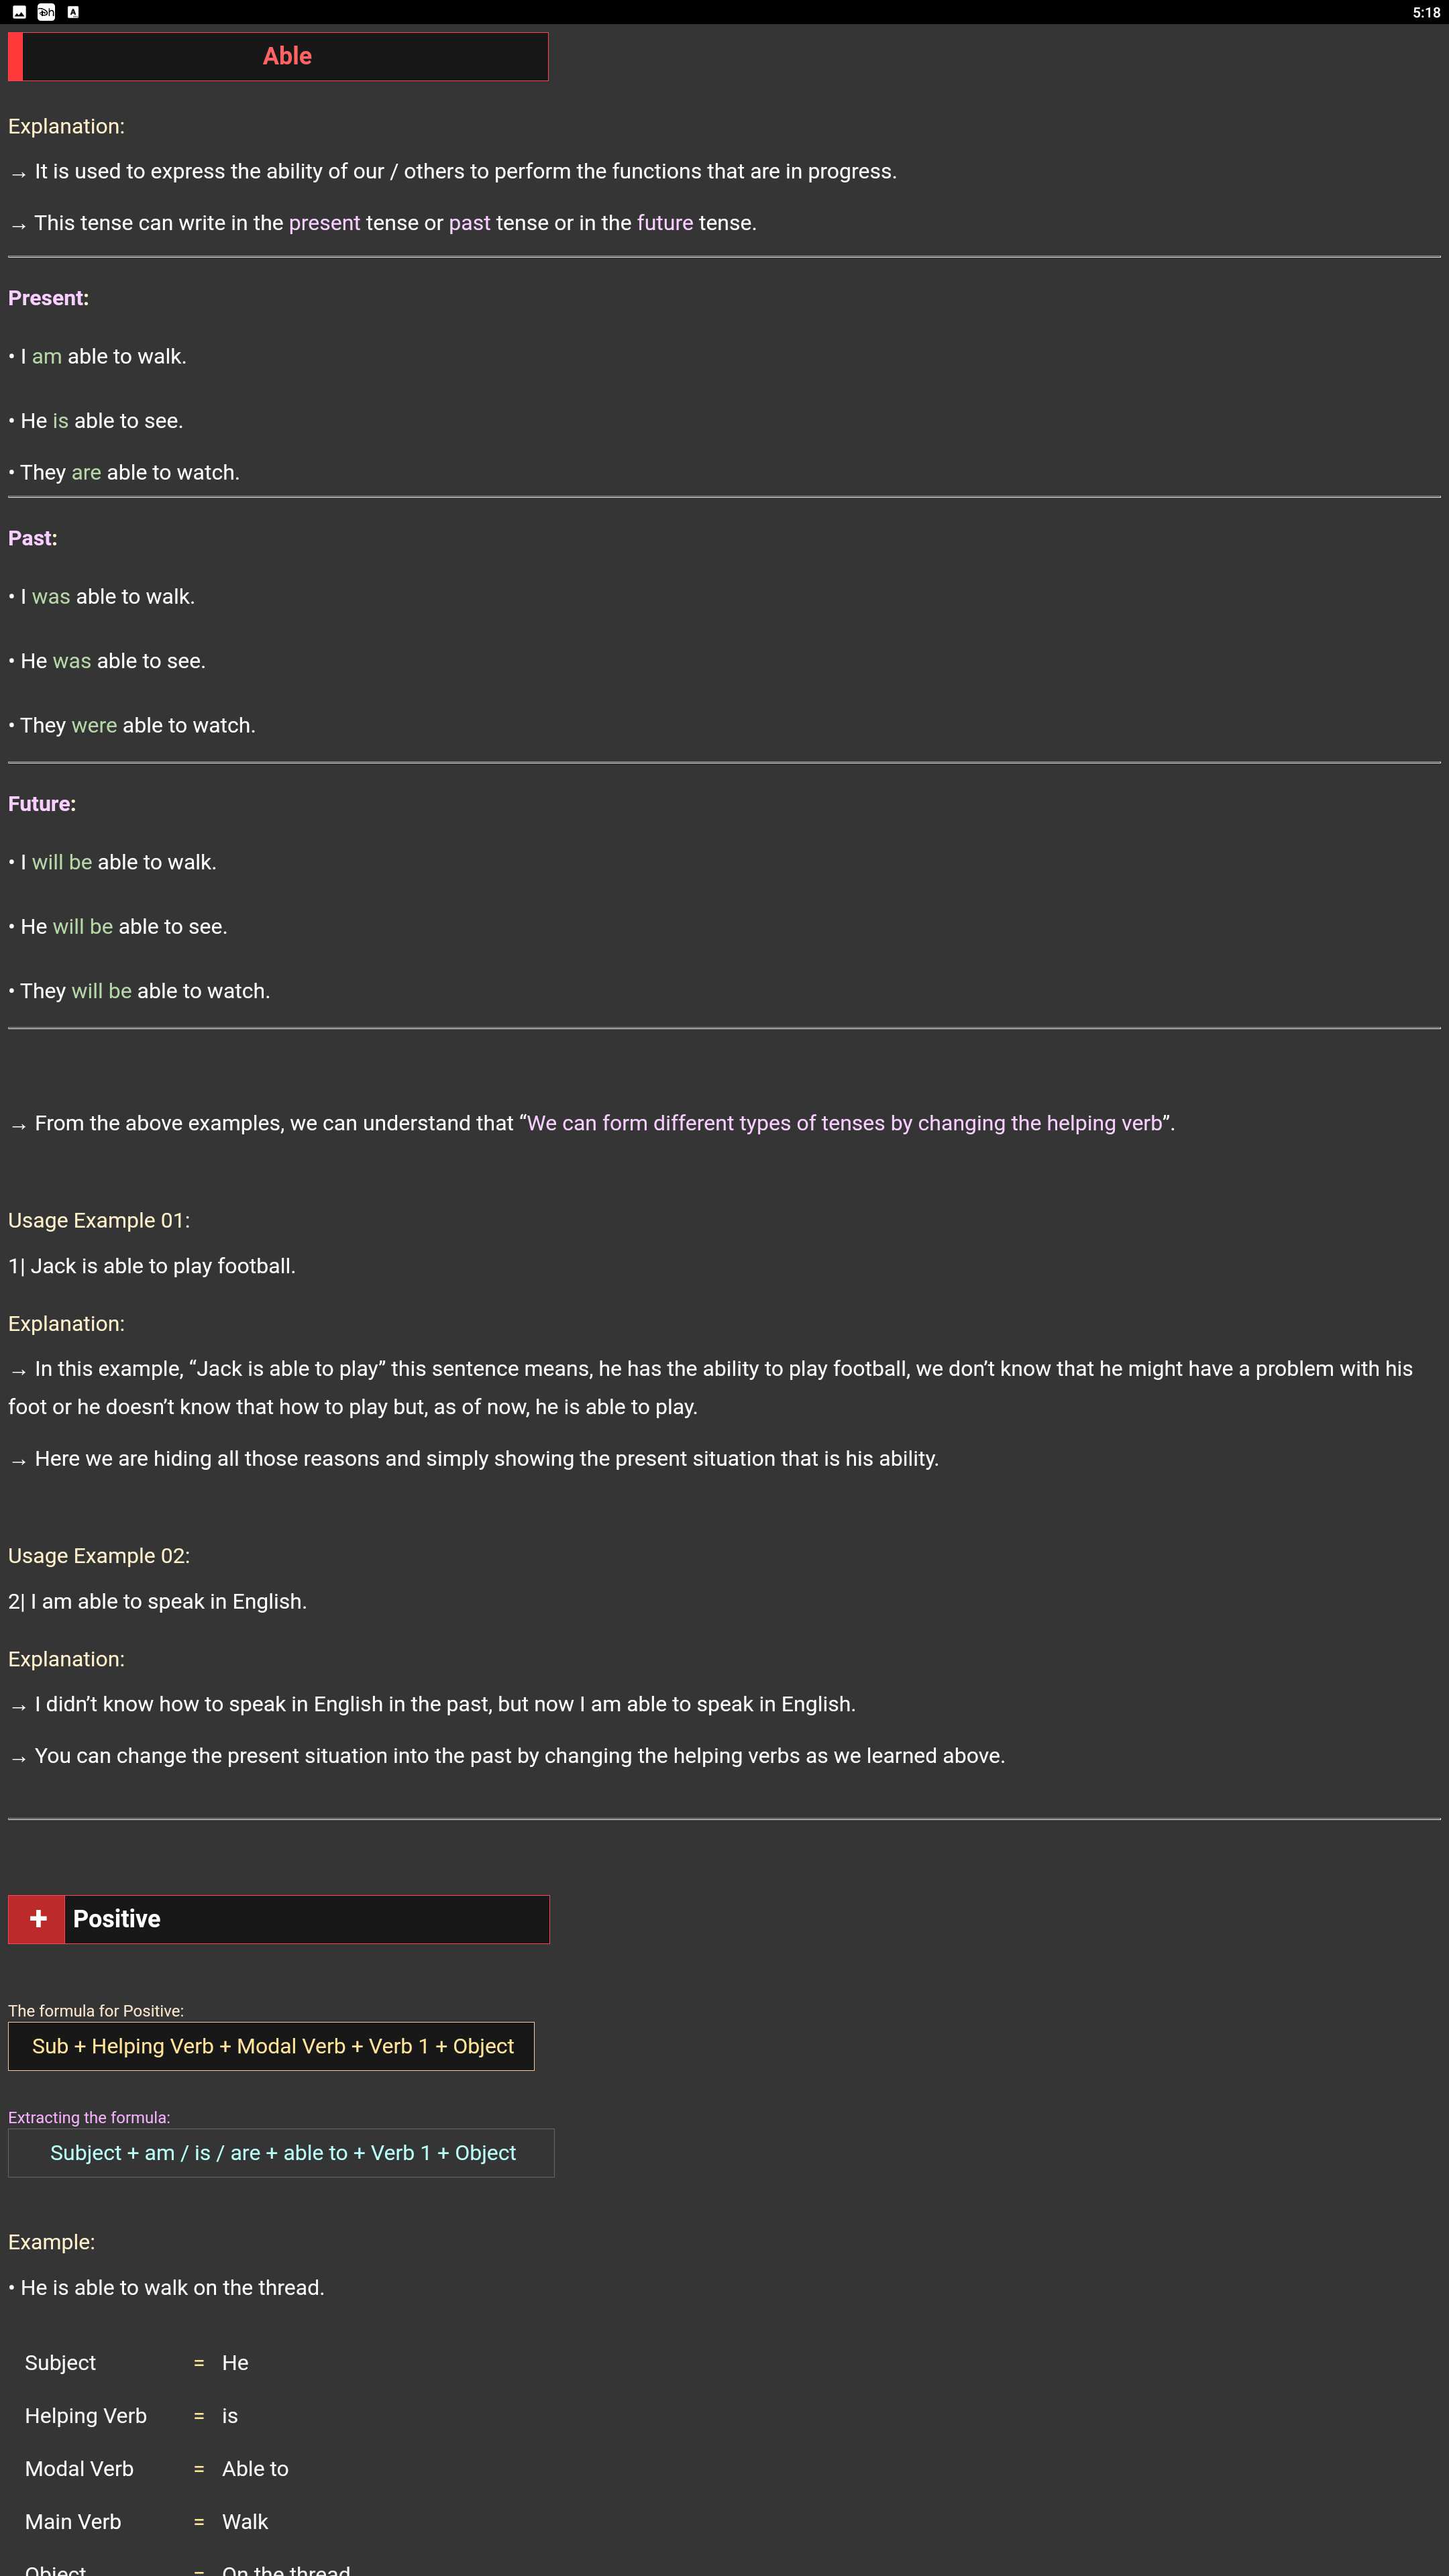 5:18
Able
Explanation:
→ It is used to express the ability of our / others to perform the functions that are in progress.
→ This tense can write in the present tense or past tense or in the future tense.
Present:
• I am able to walk.
• He is able to see.
• They are able to watch.
Past:
• I was able to walk.
• He was able to see.
• They were able to watch.
Future:
• I will be able to walk.
• He will be able to see.
• They will be able to watch.
→ From the above examples, we can understand that “We can form different types of tenses by changing the helping verb”.
Usage Example 01:
1| Jack is able to play football.
Explanation:
→ In this example, “Jack is able to play” this sentence means, he has the ability to play football, we don’t know that he might have a problem with his
foot or he doesn’t know that how to play but, as of now, he is able to play.
→ Here we are hiding all those reasons and simply showing the present situation that is his ability.
Usage Example 02:
2| I am able to speak in English.
Explanation:
→ I didn’t know how to speak in English in the past, but now I am able to speak in English.
→ You can change the present situation into the past by changing the helping verbs as we learned above.
+ Positive
The formula for Positive:
Sub + Helping Verb + Modal Verb + Verb 1 + Object
Extracting the formula:
Subject + am / is / are + able to + Verb 1 + Object
Example:
• He is able to walk on the thread.
Subject = He
Helping Verb = is
Modal Verb = Able to
Main Verb = Walk
Object = On the thread